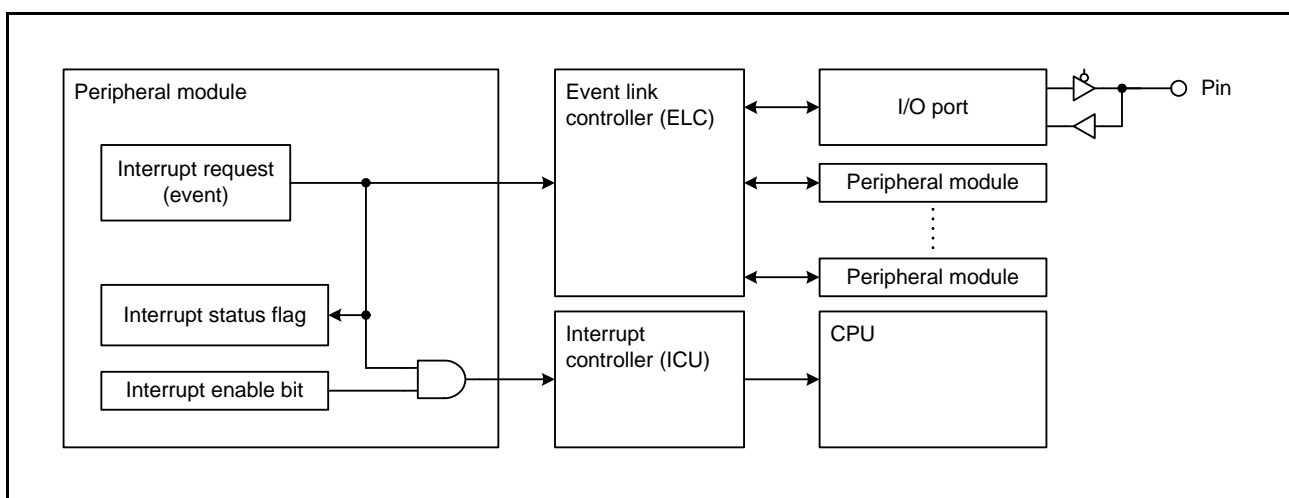 Peripheral module
Interrupt request
(event)
Interrupt status flag
Interrupt enable bit
Event link
controller (ELC)
Interrupt
controller (ICU)
I/O port
Pin
Peripheral module
Peripheral module
CPU